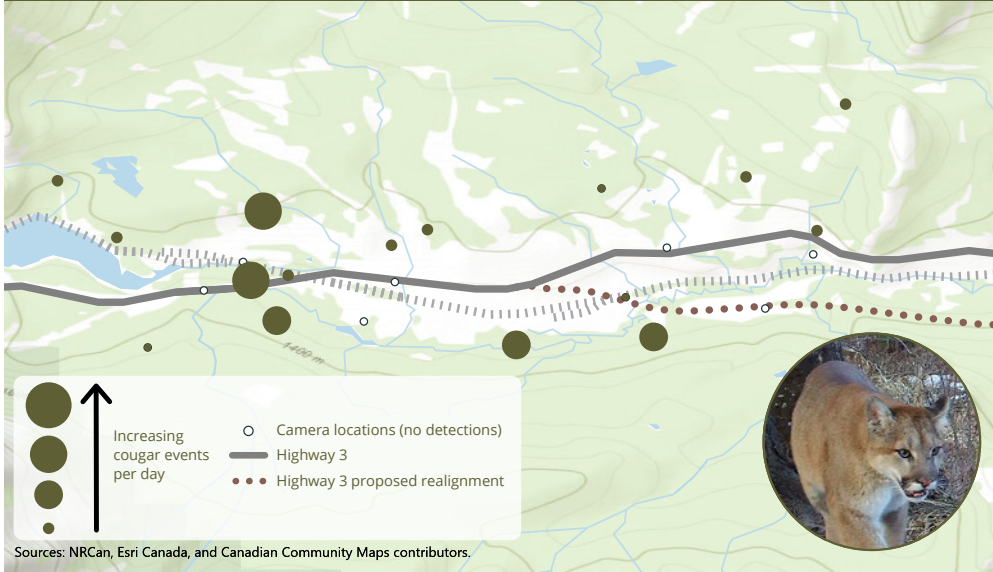 1400 m
Increasing
cougar events
per day
Camera locations (no detections)
Highway 3
Highway 3 proposed realignment
Sources: NRCan, Esri Canada, and Canadian Community Maps contributors.